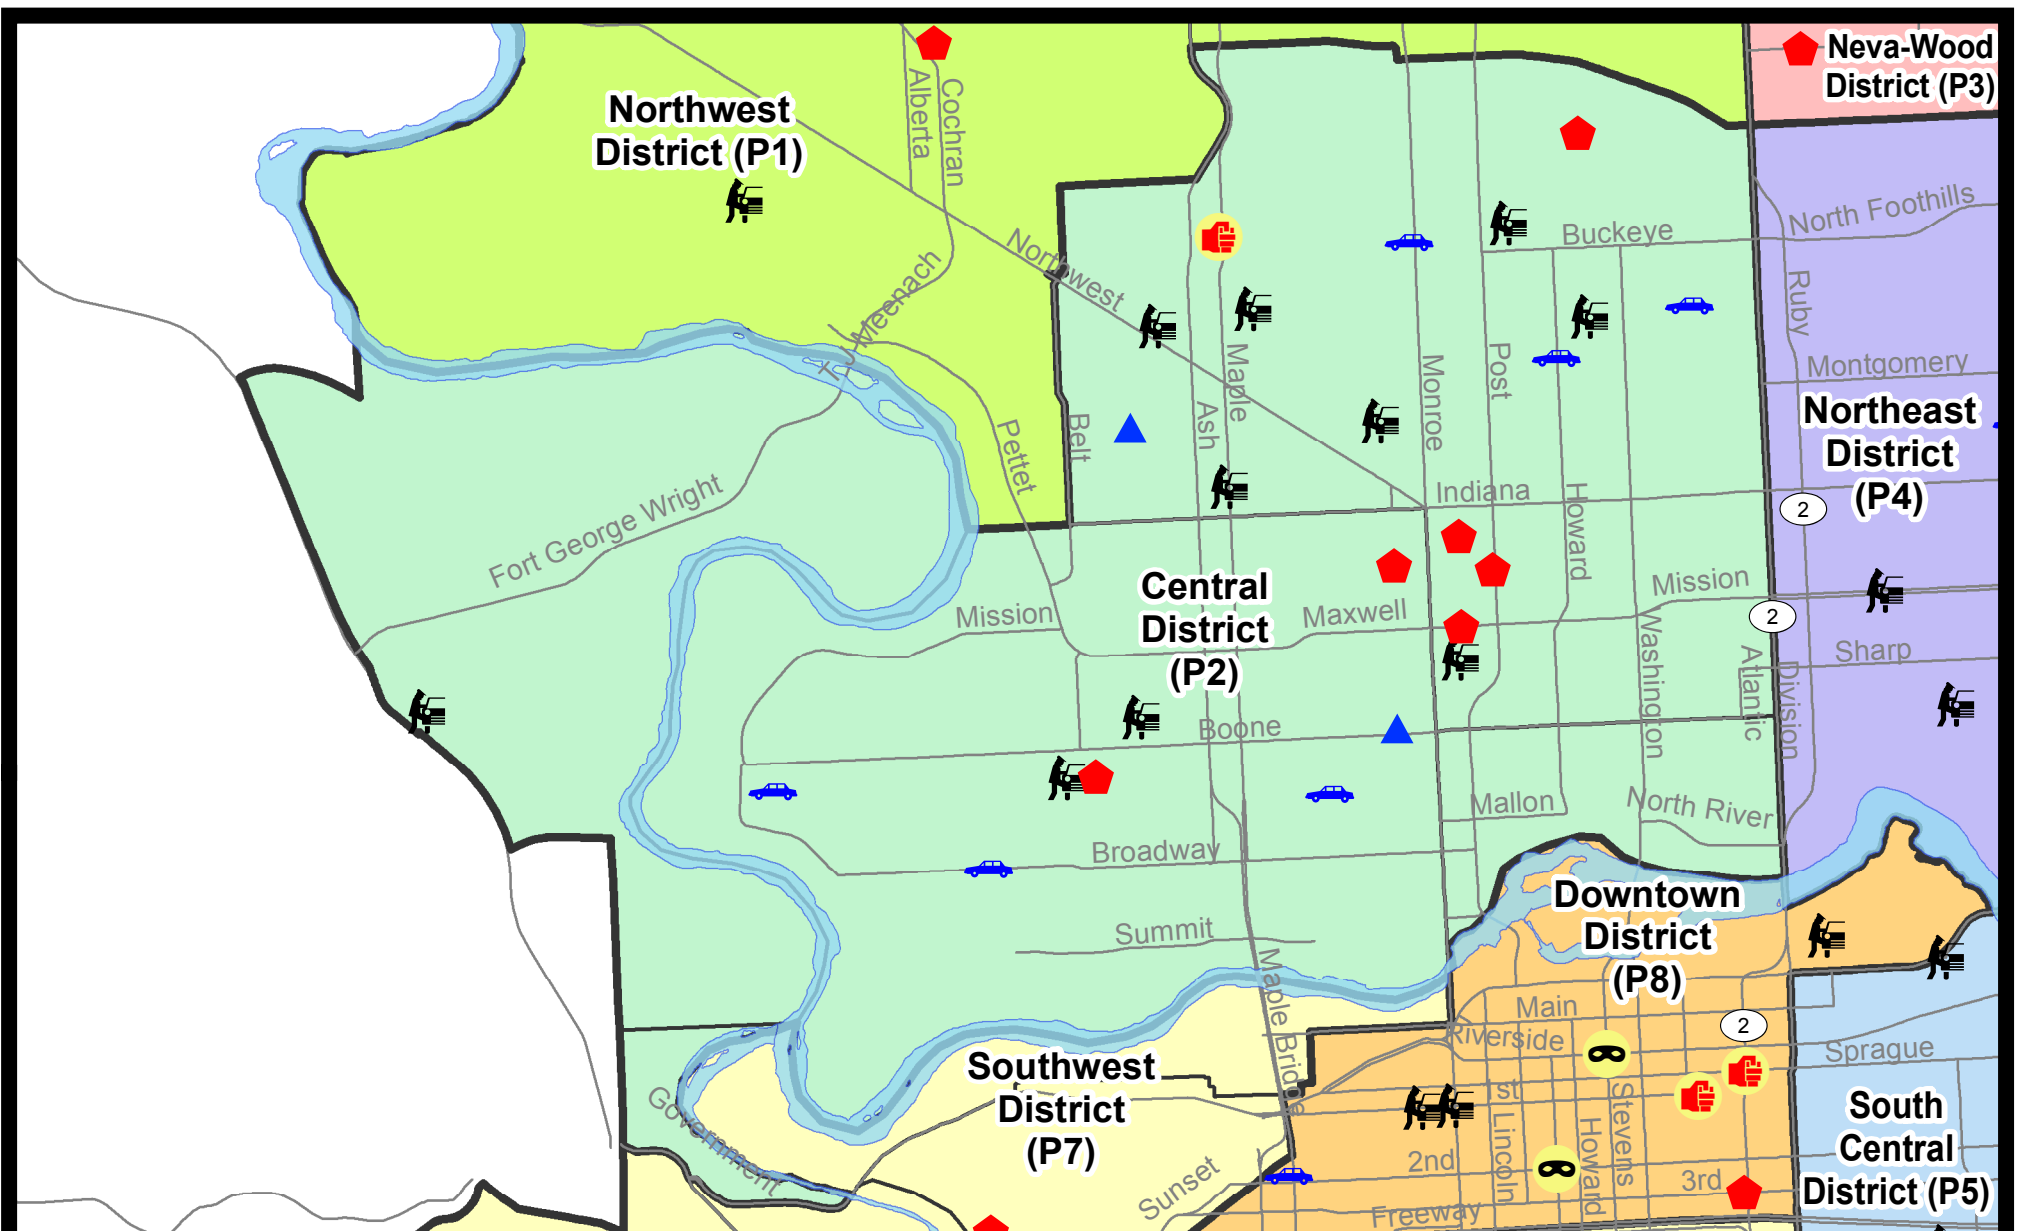 Neva-Wood
District (P3)
Northwest
District (P1)
Alberta
Cochran
North Foothills
Buckeye
Northwest
T J Meenach
Ruby
Montgomery
Maple
Monroe
Post
Northeast
District
(P4)
Ash
Belt
Pettet
Indiana
Howard
2
Fort George Wright
Mission
Central
District
(P2)
Mission
Maxwell
2
Washington
Sharp
Atlantic
Division
Boone
Mallon
North River
Broadway
Downtown
District
(P8)
Summit
Maple Bridge
Main
Riverside
2
Sprague
Southwest
District
(P7)
Government
1st
Lincoln
Howard
Stevens
South
Central
District (P5)
2nd
3rd
Sunset
Freeway